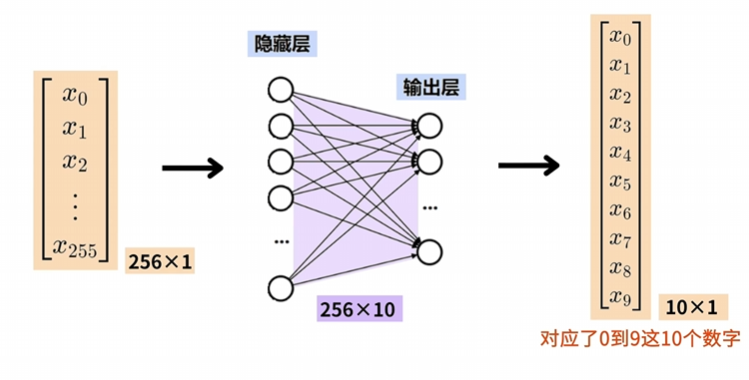 x0
x1
x2
⋮
x255
256×1
隐藏层
...
256×10
输出层
...
x0
x1
x2
x3
x4
x5
x6
x7
x8
x9
10×1
对应了0到9这10个数字